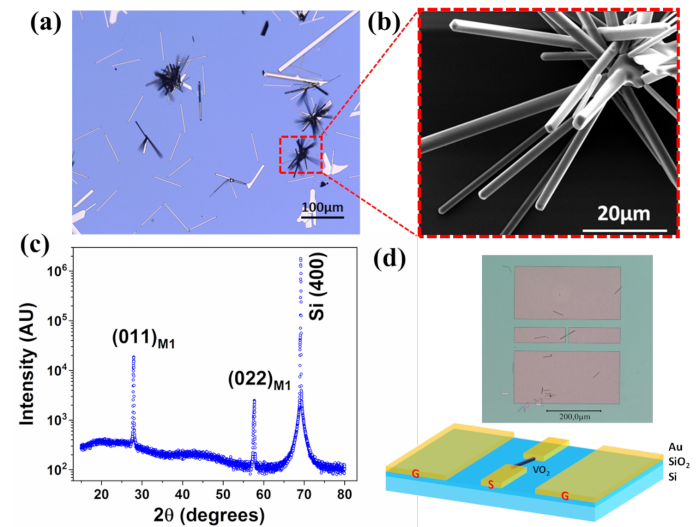 (a)
100μm
(b)
20μm
(c)
Intensity (AU)
10⁶
10⁵
10⁴
10³
10²
(011)M1
(022)M1
Si (400)
20 30 40 50 60 70 80
2θ (degrees)
(d)
200,0μm
Au
SiO₂
Si
VO₂
G
S
G